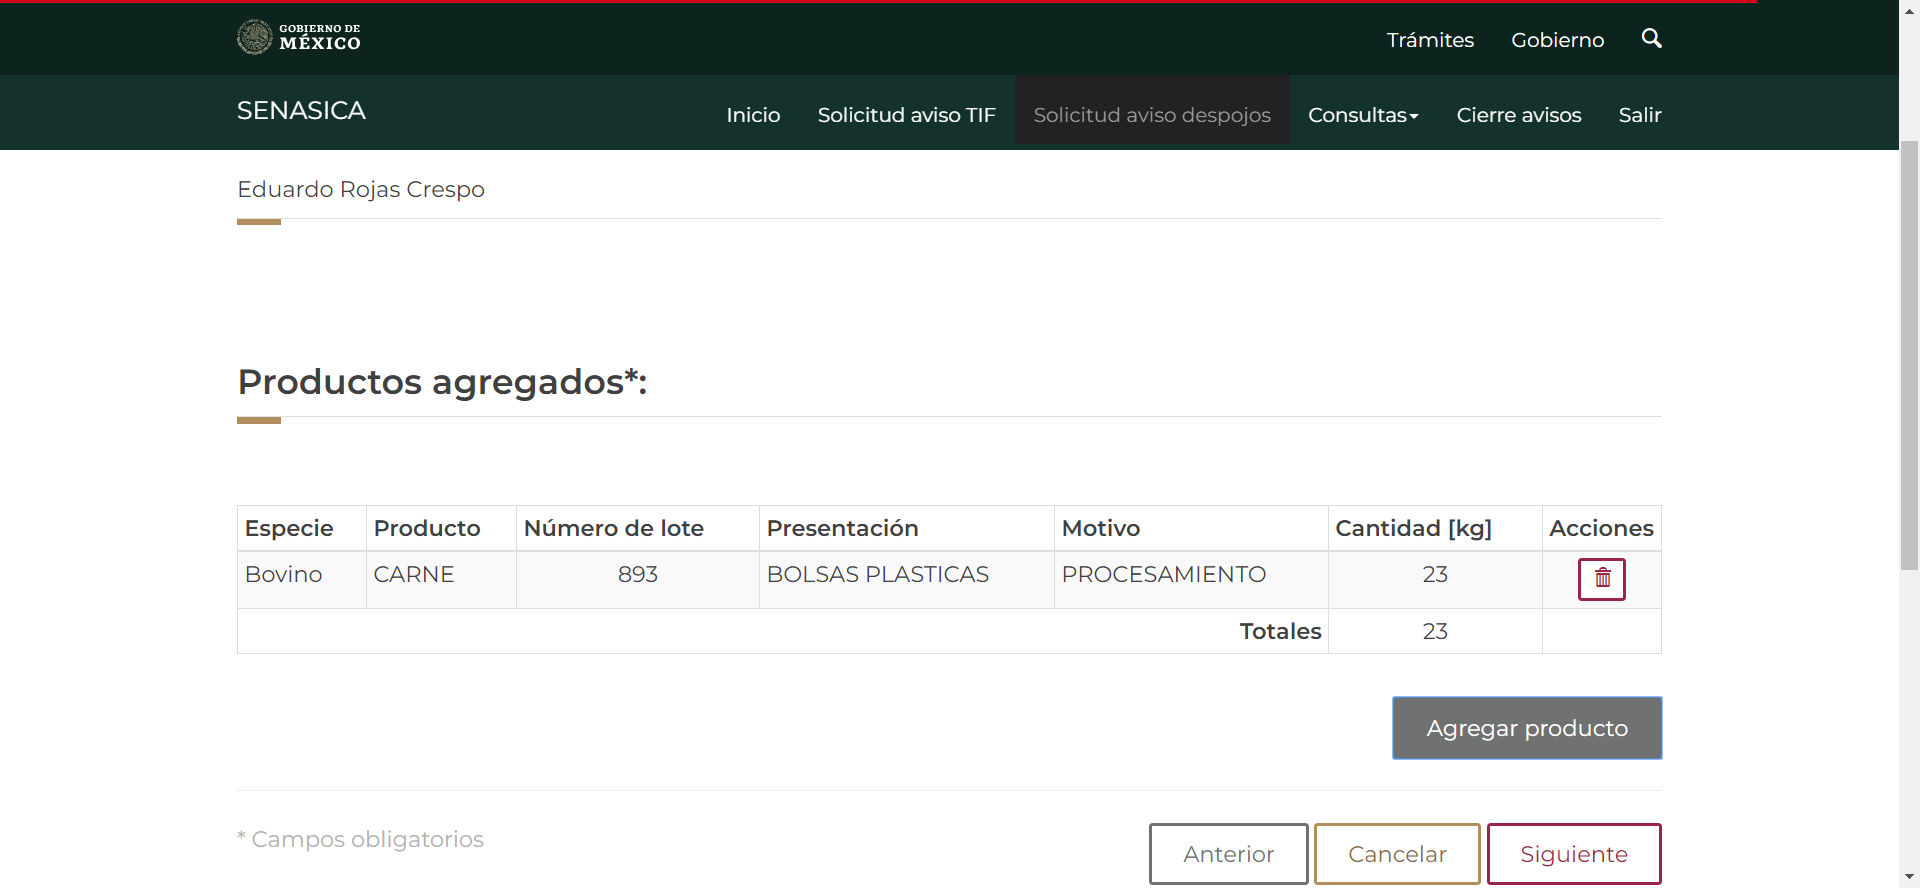 GOBIERNO DE
MÉXICO
Trámites Gobierno
SENASICA
Inicio Solicitud aviso TIF Solicitud aviso despojos Consultas Cierre avisos Salir
Eduardo Rojas Crespo
Productos agregados*:
Especie Producto Número de lote Presentación Motivo Cantidad [kg] Acciones
Bovino CARNE 893 BOLSAS PLASTICAS PROCESAMIENTO 23
Totales 23
Agregar producto
* Campos obligatorios
Anterior Cancelar Siguiente